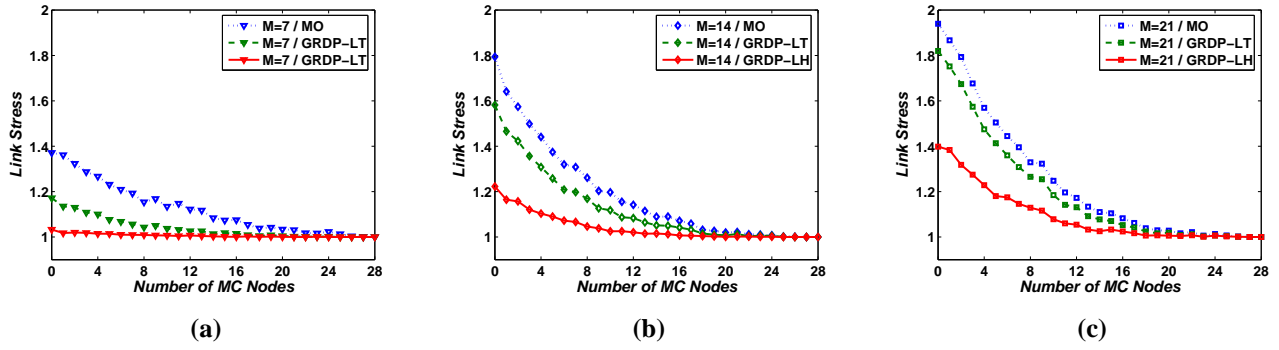 2
1.8
1.6
1.4
1.2
1
Link Stress
0 4 8 12 16 20 24 28
Number of MC Nodes
M=7 / MO
M=7 / GRDP−LT
M=7 / GRDP−LT
(a)
2
1.8
1.6
1.4
1.2
1
Link Stress
0 4 8 12 16 20 24 28
Number of MC Nodes
M=14 / MO
M=14 / GRDP−LT
M=14 / GRDP−LH
(b)
2
1.8
1.6
1.4
1.2
1
Link Stress
0 4 8 12 16 20 24 28
Number of MC Nodes
M=21 / MO
M=21 / GRDP−LT
M=21 / GRDP−LH
(c)